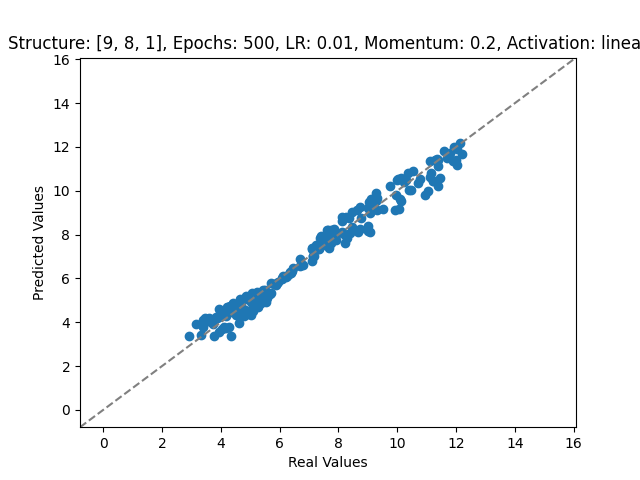 Structure: [9, 8, 1], Epochs: 500, LR: 0.01, Momentum: 0.2, Activation: linea
16
14
12
10
8
6
4
2
0
Predicted Values
0 2 4 6 8 10 12 14 16
Real Values